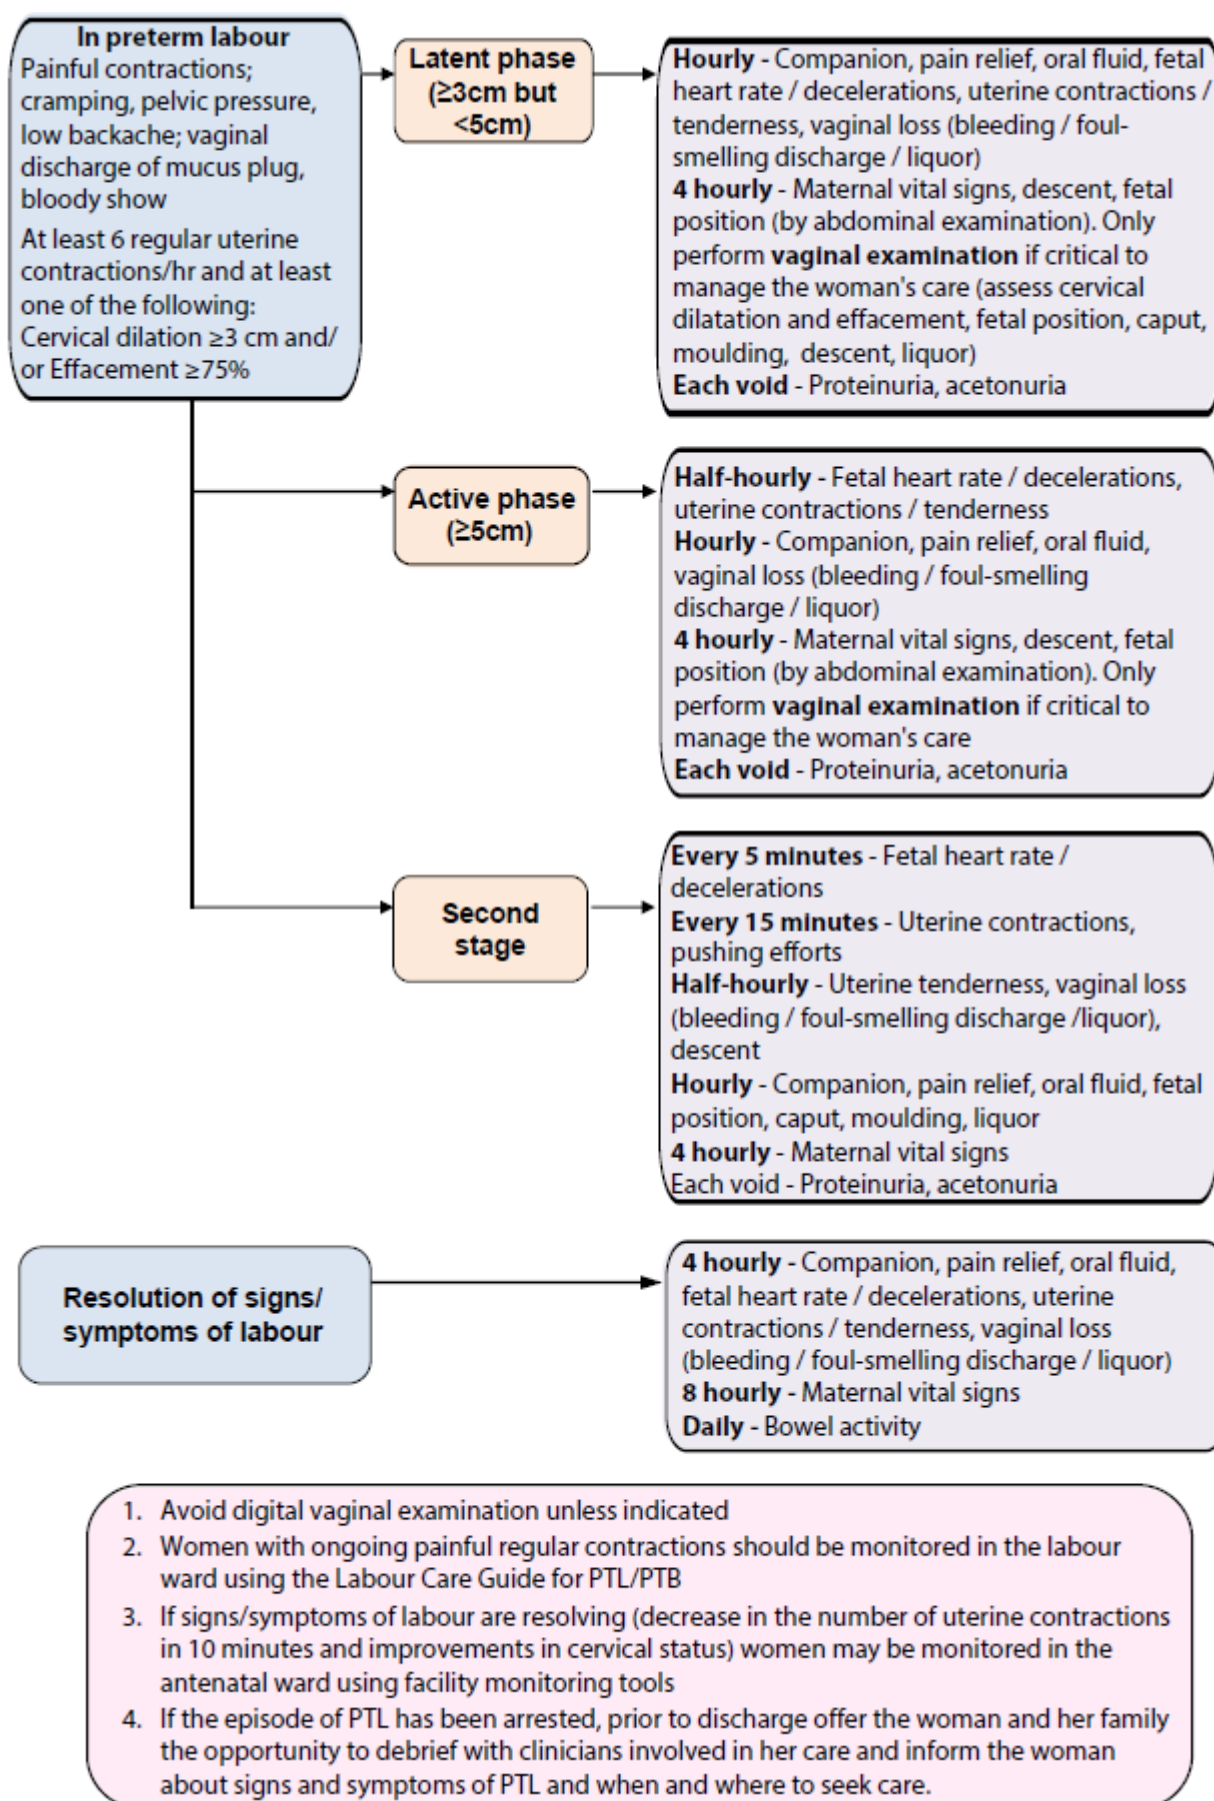 In preterm labour
Painful contractions;
cramping, pelvic pressure,
low backache; vaginal
discharge of mucus plug,
bloody show
At least 6 regular uterine
contractions/hr and at least
one of the following:
Cervical dilation ≥3 cm and/
or Effacement ≥75%
Latent phase
(≥3cm but
<5cm)
Hourly - Companion, pain relief, oral fluid, fetal
heart rate / decelerations, uterine contractions /
tenderness, vaginal loss (bleeding / foul-
smelling discharge / liquor)
4 hourly - Maternal vital signs, descent, fetal
position (by abdominal examination). Only
perform vaginal examination if critical to
manage the woman's care (assess cervical
dilatation and effacement, fetal position, caput,
moulding, descent, liquor)
Each void - Proteinuria, acetonuria
Active phase
(≥5cm)
Half-hourly - Fetal heart rate / decelerations,
uterine contractions / tenderness
Hourly - Companion, pain relief, oral fluid,
vaginal loss (bleeding / foul-smelling
discharge / liquor)
4 hourly - Maternal vital signs, descent, fetal
position (by abdominal examination). Only
perform vaginal examination if critical to
manage the woman's care
Each void - Proteinuria, acetonuria
Second
stage
Every 5 minutes - Fetal heart rate /
decelerations
Every 15 minutes - Uterine contractions,
pushing efforts
Half-hourly - Uterine tenderness, vaginal loss
(bleeding / foul-smelling discharge /liquor),
descent
Hourly - Companion, pain relief, oral fluid, fetal
position, caput, moulding, liquor
4 hourly - Maternal vital signs
Each void - Proteinuria, acetonuria
Resolution of signs/
symptoms of labour
4 hourly - Companion, pain relief, oral fluid,
fetal heart rate / decelerations, uterine
contractions / tenderness, vaginal loss
(bleeding / foul-smelling discharge / liquor)
8 hourly - Maternal vital signs
Daily - Bowel activity
1. Avoid digital vaginal examination unless indicated
2. Women with ongoing painful regular contractions should be monitored in the labour
ward using the Labour Care Guide for PTL/PTB
3. If signs/symptoms of labour are resolving (decrease in the number of uterine contractions
in 10 minutes and improvements in cervical status) women may be monitored in the
antenatal ward using facility monitoring tools
4. If the episode of PTL has been arrested, prior to discharge offer the woman and her family
the opportunity to debrief with clinicians involved in her care and inform the woman
about signs and symptoms of PTL and when and where to seek care.